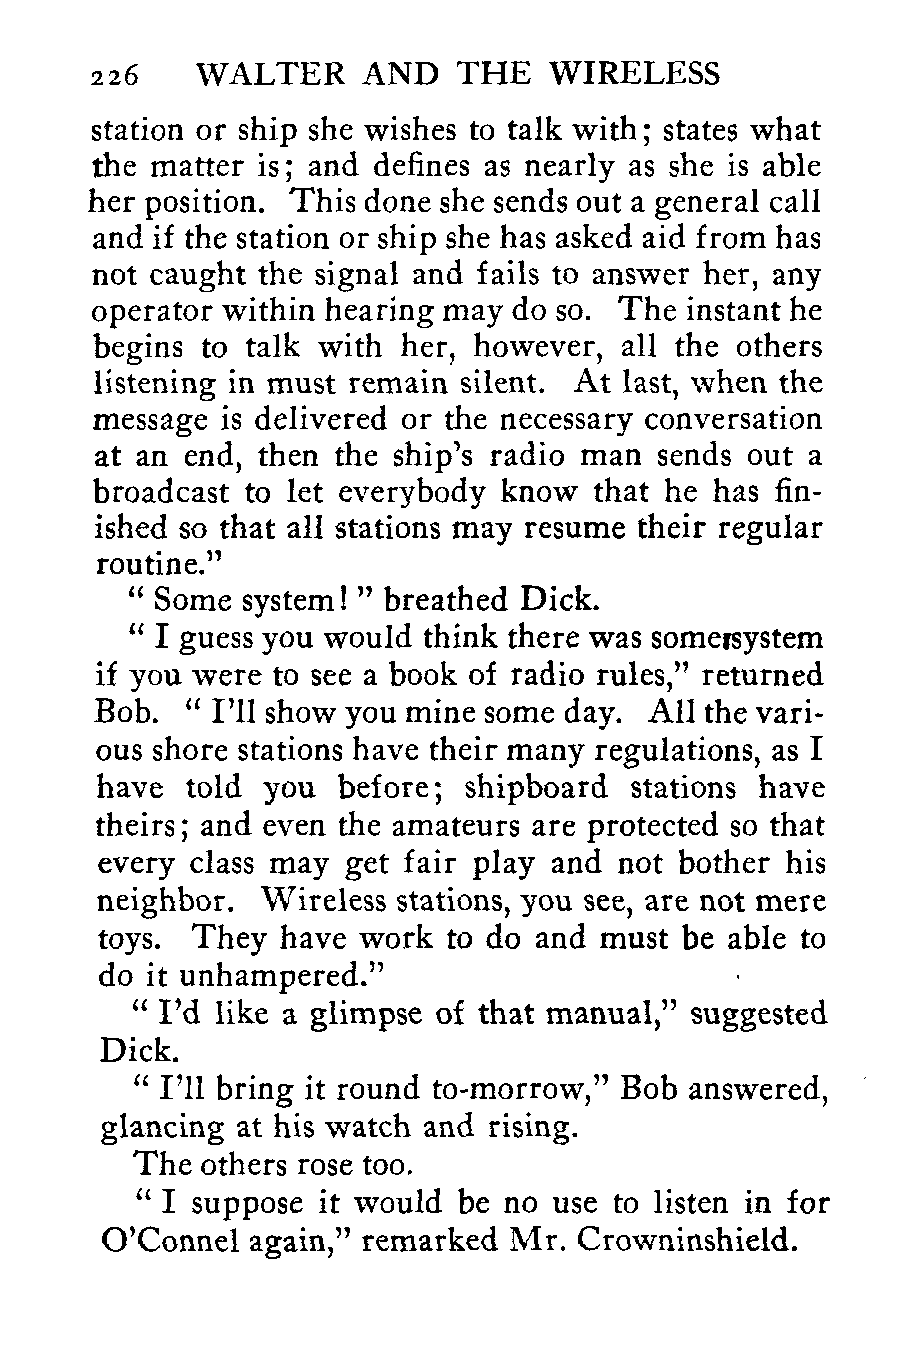 226 WALTER AND THE WIRELESS
station or ship she wishes to talk with; states what
the matter is; and defines as nearly as she is able
her position. This done she sends out a general call
and if the station or ship she has asked aid from has
not caught the signal and fails to answer her, any
operator within hearing may do so. The instant he
begins to talk with her, however, all the others
listening in must remain silent. At last, when the
message is delivered or the necessary conversation
at an end, then the ship's radio man sends out a
broadcast to let everybody know that he has fin-
ished so that all stations may resume their regular
routine."
" Some system! " breathed Dick.
" I guess you would think there was some system
if you were to see a book of radio rules," returned
Bob. " I'll show you mine some day. All the vari-
ous shore stations have their many regulations, as I
have told you before; shipboard stations have
theirs; and even the amateurs are protected so that
every class may get fair play and not bother his
neighbor. Wireless stations, you see, are not mere
toys. They have work to do and must be able to
do it unhampered."
" I'd like a glimpse of that manual," suggested
Dick.
" I'll bring it round to-morrow," Bob answered,
glancing at his watch and rising.
The others rose too.
" I suppose it would be no use to listen in for
O'Connel again," remarked Mr. Crowninshield.